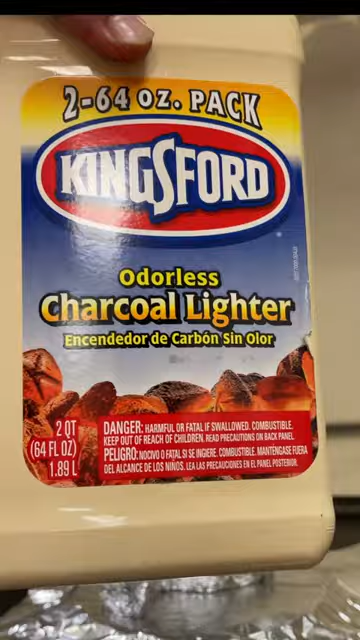 2-64 OZ. PACK
KINGSFORD
®
Odorless
Charcoal Lighter
Encendedor de Carbón Sin Olor
2 QT
(64 FL OZ)
1.89 L
DANGER: HARMFUL OR FATAL IF SWALLOWED. COMBUSTIBLE.
KEEP OUT OF REACH OF CHILDREN. READ PRECAUTIONS ON BACK PANEL.
PELIGRO: NOCIVO O FATAL SI SE INGIERE. COMBUSTIBLE. MANTÉNGASE FUERA
DEL ALCANCE DE LOS NIÑOS. LEA LAS PRECAUCIONES EN EL PANEL POSTERIOR.